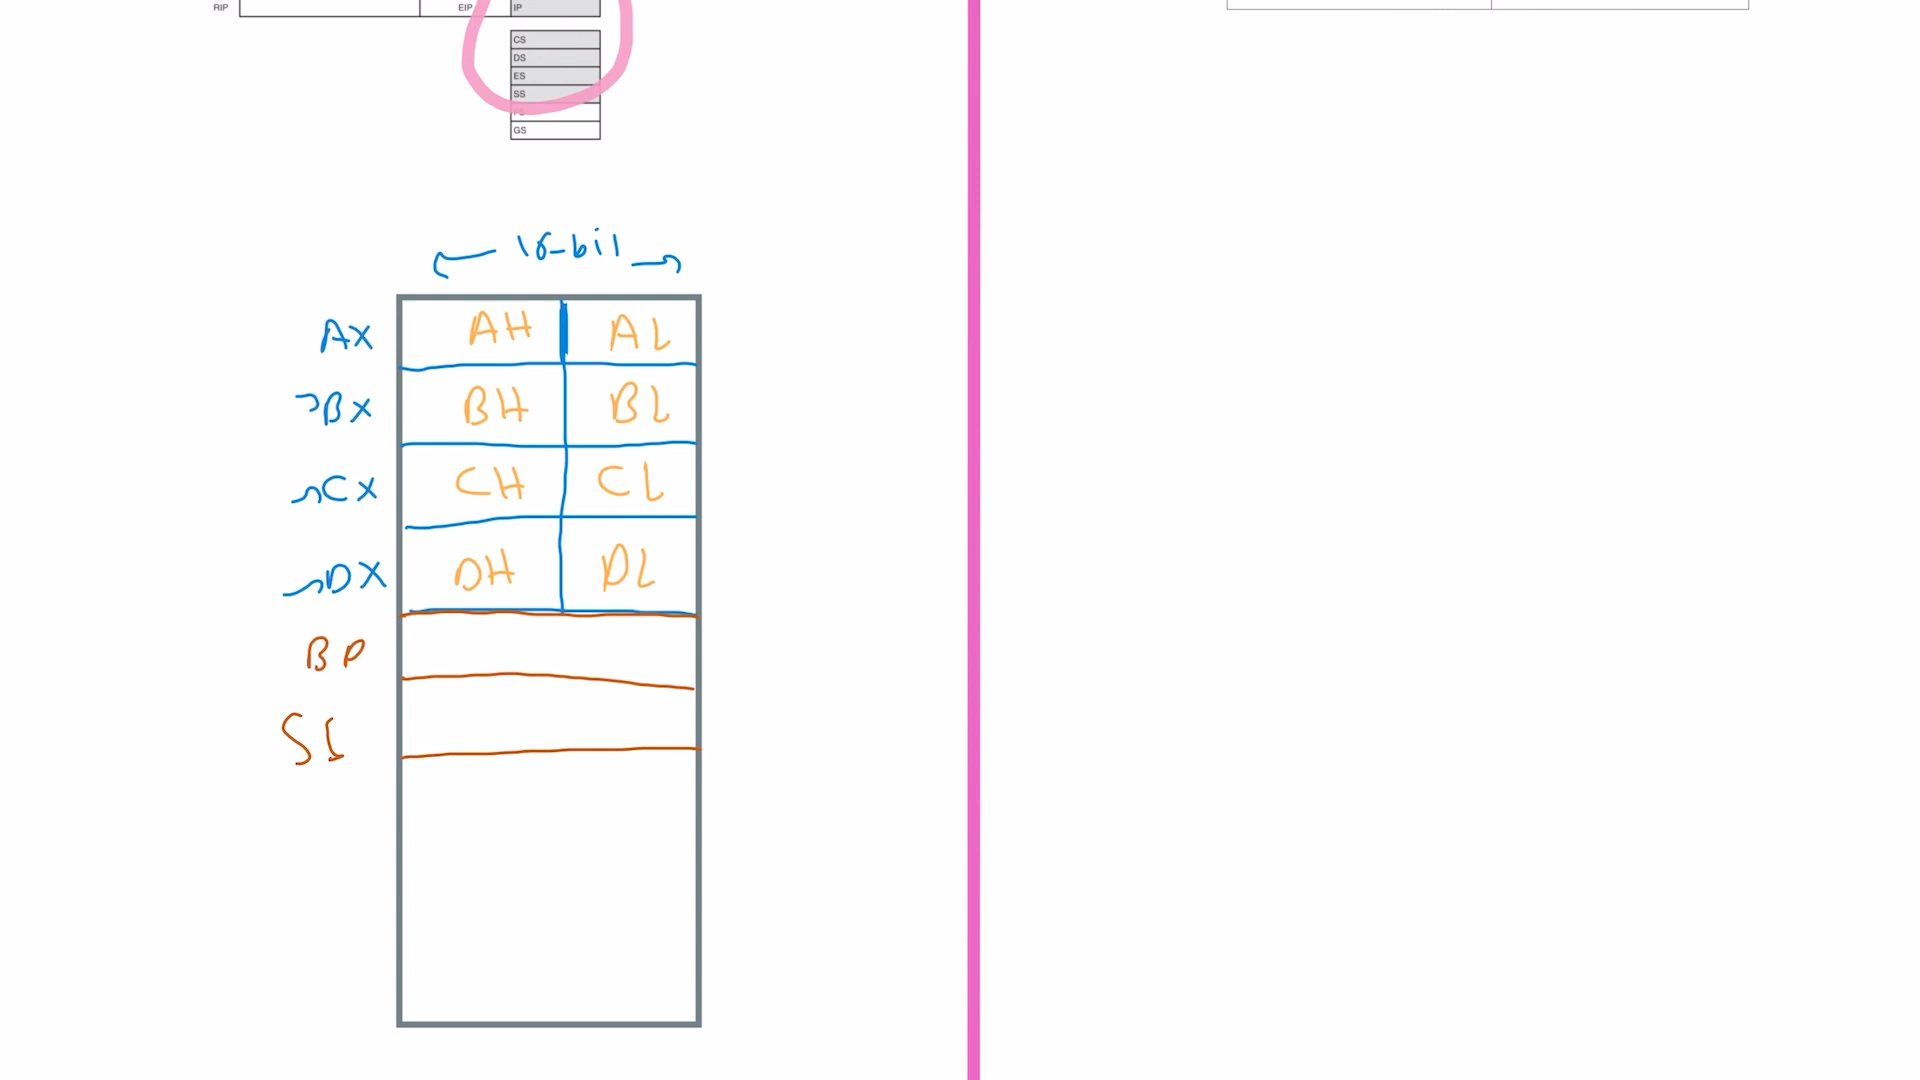 RIP EIP IP
CS
DS
ES
SS
FS
GS
16-bit
AX AH AL
BX BH BL
CX CH CL
DX DH DL
BP
SI